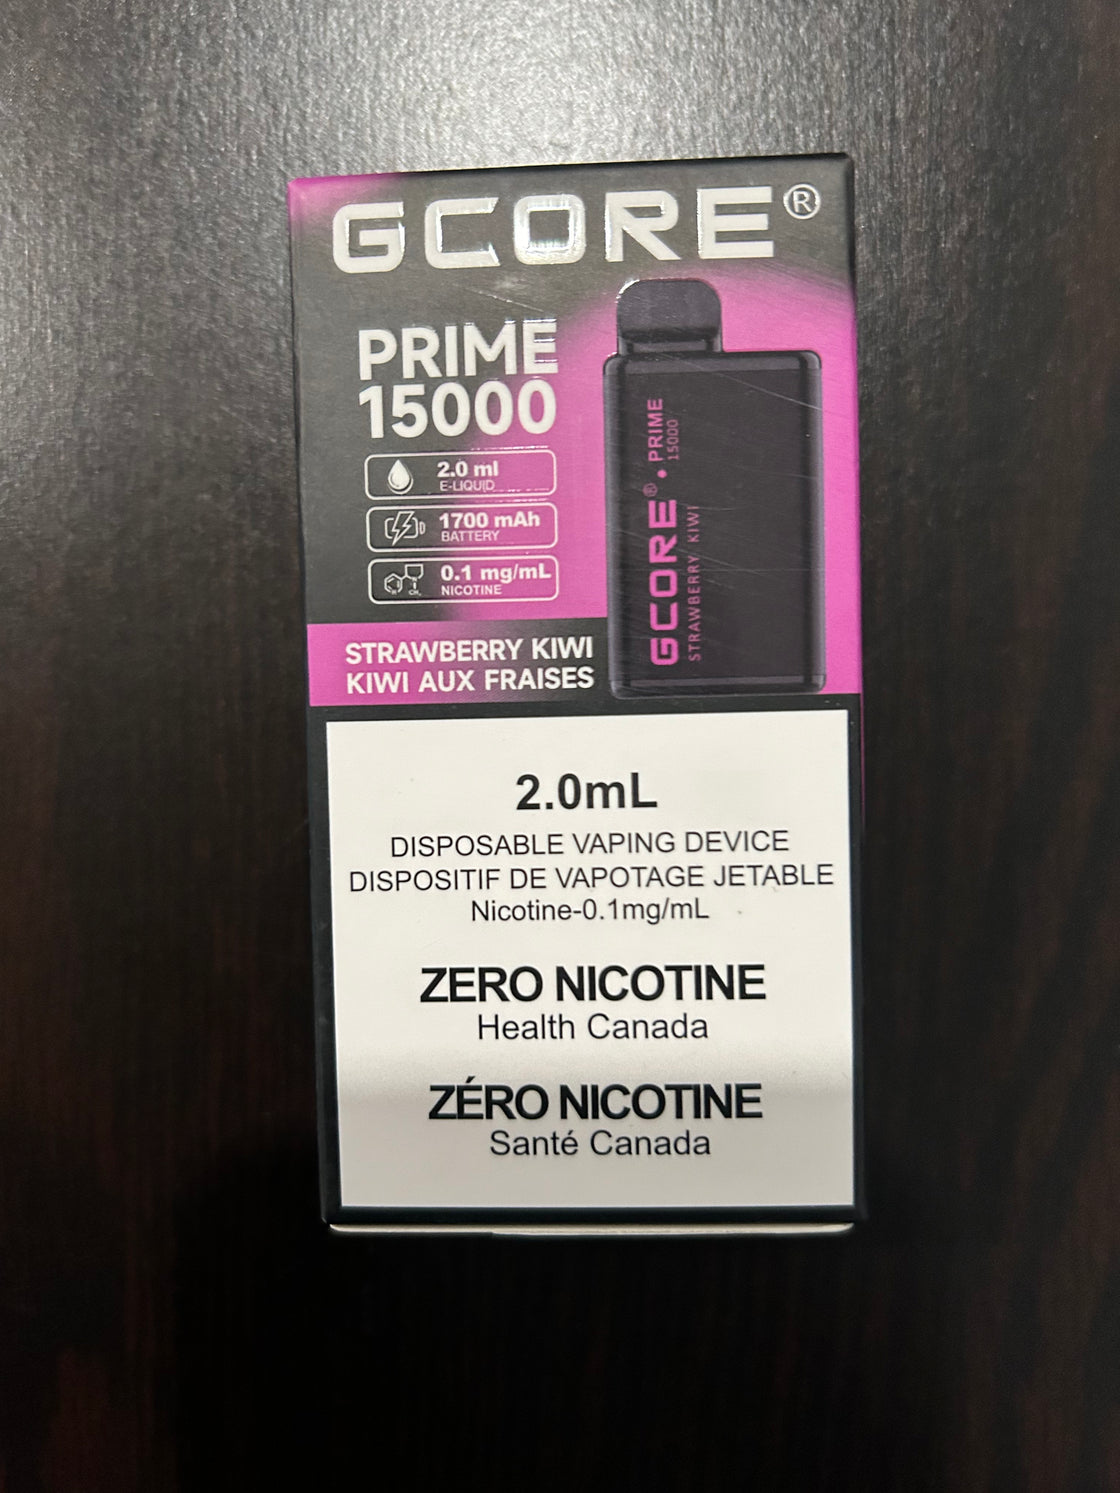 GCORE®
PRIME
15000
2.0 ml
E-LIQUID
1700 mAh
BATTERY
0.1 mg/mL
NICOTINE
STRAWBERRY KIWI
KIWI AUX FRAISES
GCORE® • PRIME
15000
STRAWBERRY KIWI
2.0mL
DISPOSABLE VAPING DEVICE
DISPOSITIF DE VAPOTAGE JETABLE
Nicotine-0.1mg/mL
ZERO NICOTINE
Health Canada
ZÉRO NICOTINE
Santé Canada